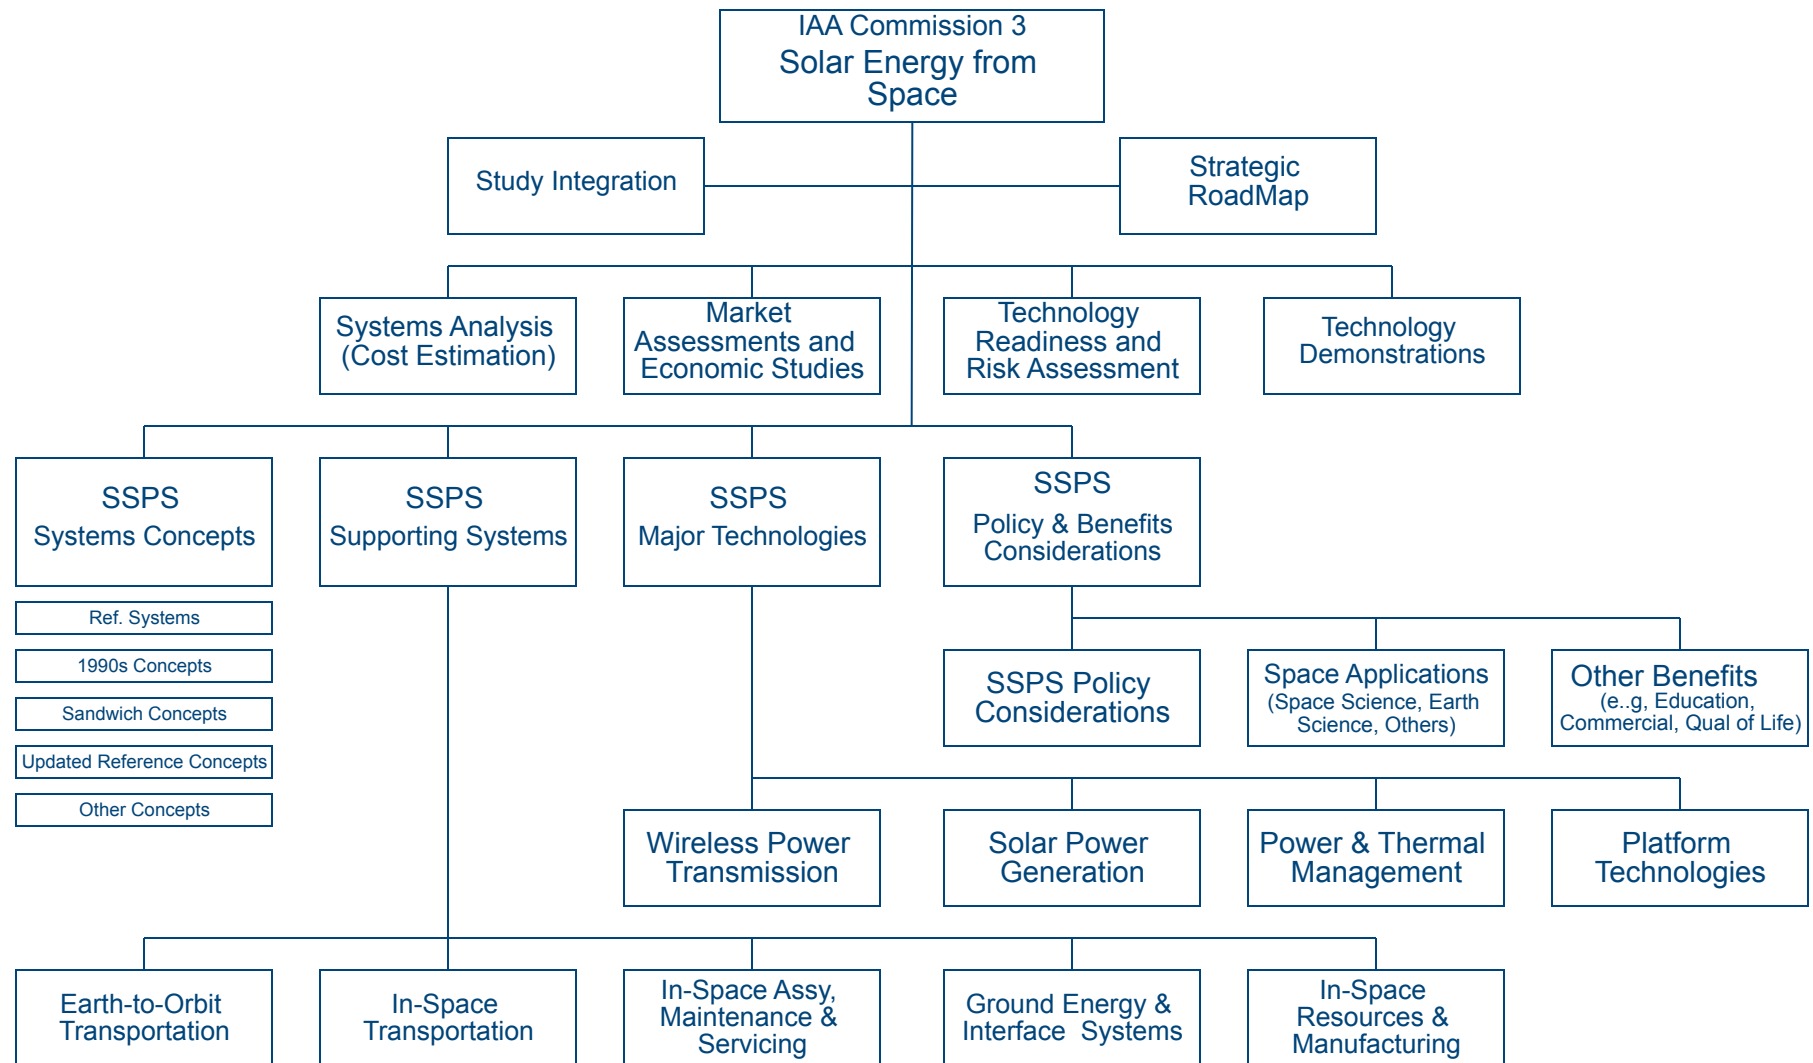 IAA Commission 3
Solar Energy from
Space
Study Integration
Strategic
RoadMap
Systems Analysis
(Cost Estimation)
Market
Assessments and
Economic Studies
Technology
Readiness and
Risk Assessment
Technology
Demonstrations
SSPS
Systems Concepts
SSPS
Supporting Systems
SSPS
Major Technologies
SSPS
Policy & Benefits
Considerations
Ref. Systems
1990s Concepts
Sandwich Concepts
Updated Reference Concepts
Other Concepts
SSPS Policy
Considerations
Space Applications
(Space Science, Earth
Science, Others)
Other Benefits
(e..g, Education,
Commercial, Qual of Life)
Wireless Power
Transmission
Solar Power
Generation
Power & Thermal
Management
Platform
Technologies
Earth-to-Orbit
Transportation
In-Space
Transportation
In-Space Assy,
Maintenance &
Servicing
Ground Energy &
Interface Systems
In-Space
Resources &
Manufacturing